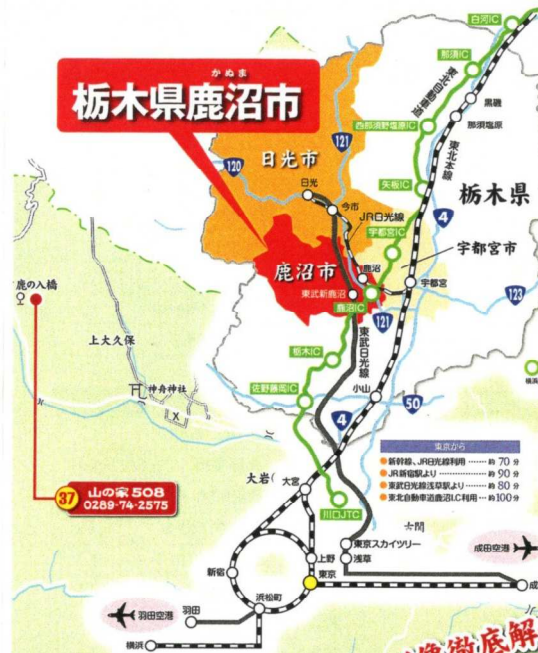 白河IC
那須IC
東北自動車道
黒磯
那須塩原
西那須野塩原IC
東北本線
かぬま
栃木県鹿沼市
日光市
121
120
矢板IC
日光
今市
JR日光線
4
栃木県
宇都宮IC
宇都宮市
鹿沼市
鹿沼
東武新鹿沼
鹿沼IC
宇都宮
123
121
鹿の入橋
上大久保
神舟神社
栃木IC
東武日光線
佐野藤岡IC
小山
50
4
東京から
新幹線、JR日光線利用……約70分
JR新宿駅より……約90分
東武日光線浅草駅より……約80分
東北自動車道鹿沼I.C利用…約100分
37
山の家508
0289-74-2575
大岩
大宮
川口JTC
古関
東京スカイツリー
浅草
成田空港
上野
新宿
東京
成
浜松町
羽田空港
羽田
横浜
徹底解